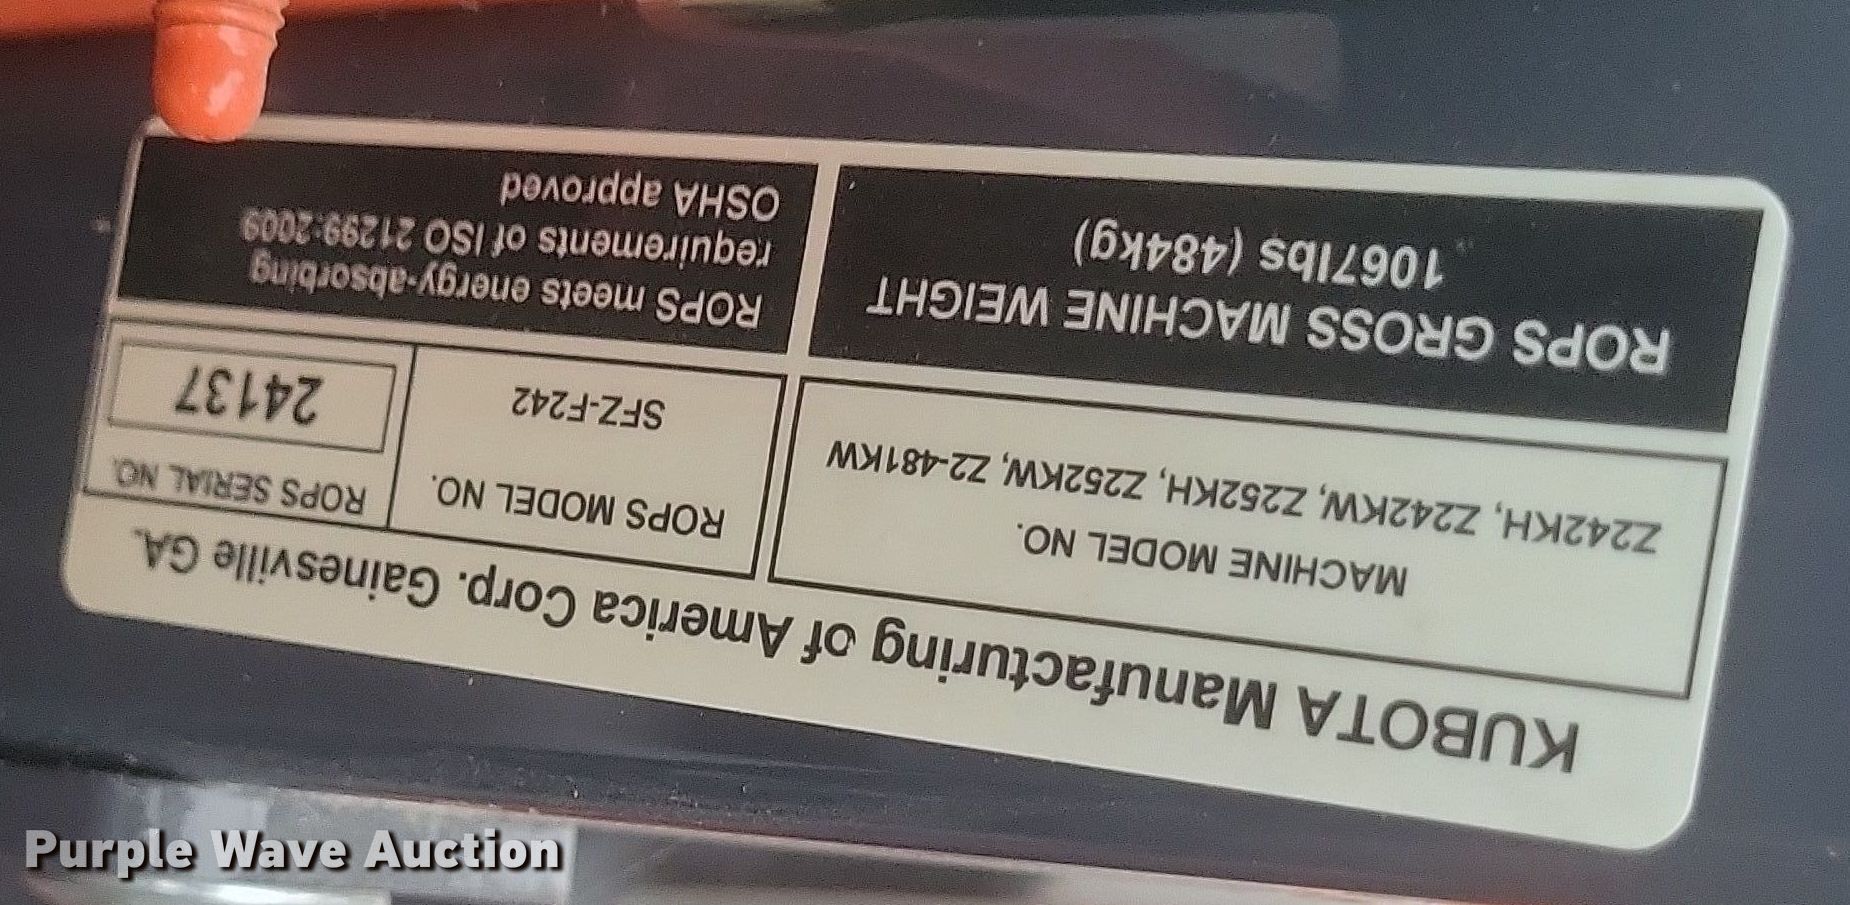 KUBOTA Manufacturing of America Corp. Gainesville GA.
MACHINE MODEL NO.
Z242KH, Z242KW, Z252KH, Z252KW, Z2-481KW
ROPS MODEL NO.
SFZ-F242
ROPS SERIAL NO.
24137
ROPS GROSS MACHINE WEIGHT
1067lbs (484kg)
ROPS meets energy-absorbing
requirements of ISO 21299:2009
OSHA approved
Purple Wave Auction